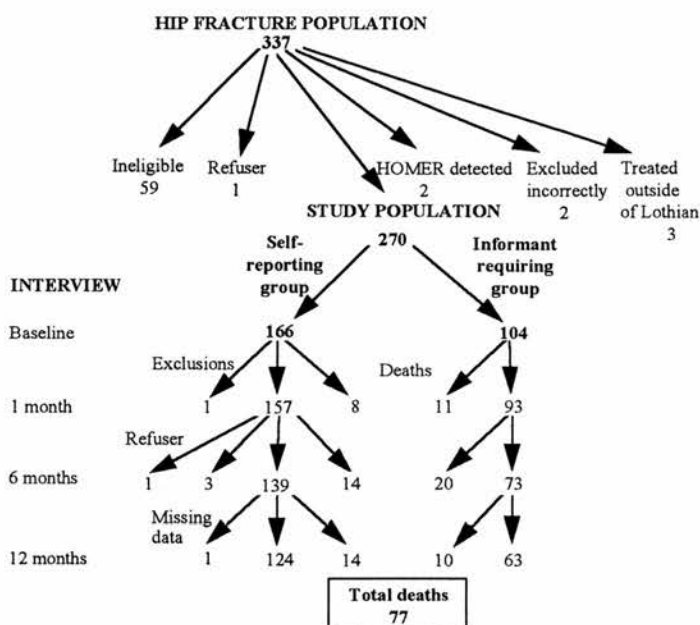 HIP FRACTURE POPULATION
337
Ineligible
59
Refuser
1
HOMER detected
2
Excluded
incorrectly
2
Treated
outside
of Lothian
3
STUDY POPULATION
270
Self-
reporting
group
Informant
requiring
group
INTERVIEW
Baseline 166 104
Exclusions Deaths
1 month 1 157 8 11 93
Refuser
6 months 1 3 139 14 20 73
Missing
data
12 months 1 124 14 10 63
Total deaths
77